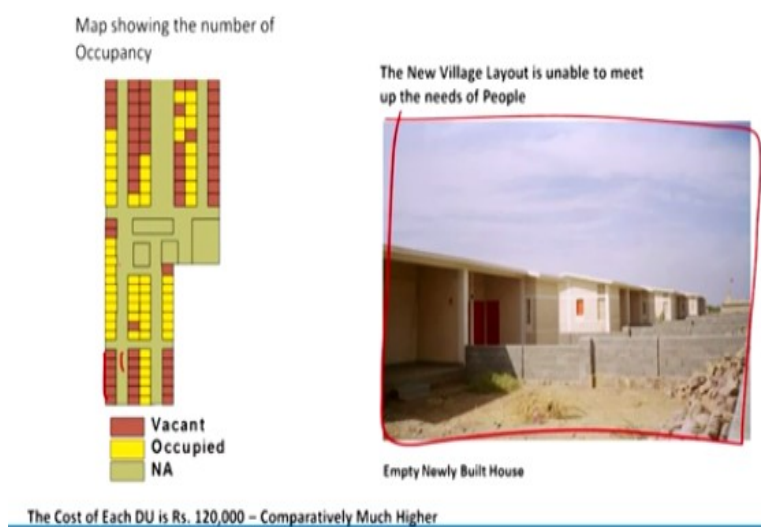 Map showing the number of
Occupancy
The New Village Layout is unable to meet
up the needs of People
Vacant
Occupied
NA
Empty Newly Built House
The Cost of Each DU is Rs. 120,000 – Comparatively Much Higher